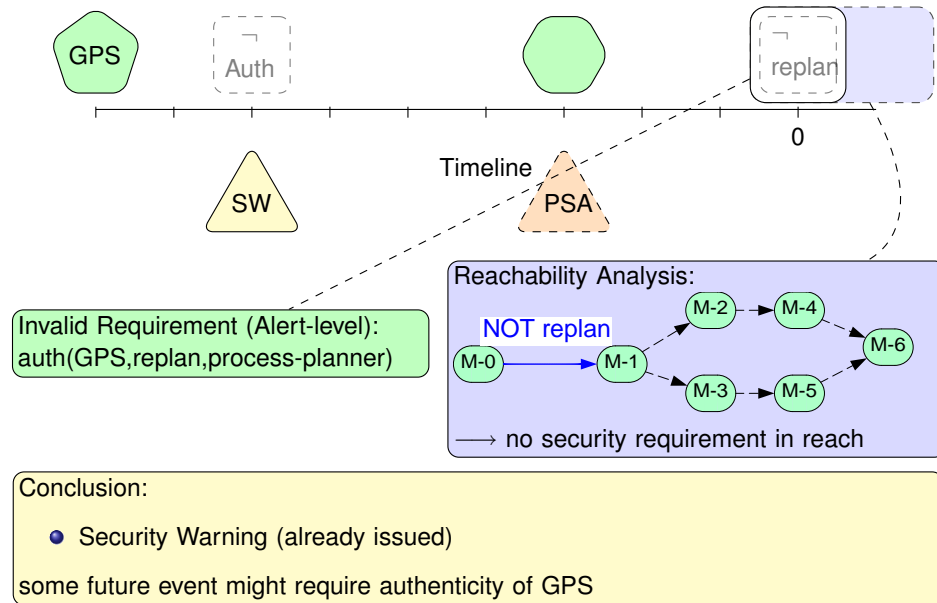 GPS
¬
Auth
¬
replan
0
Timeline
SW
PSA
Reachability Analysis:
NOT replan
M-0
M-1
M-2
M-4
M-3
M-5
M-6
⟶ no security requirement in reach
Invalid Requirement (Alert-level):
auth(GPS,replan,process-planner)
Conclusion:
Security Warning (already issued)
some future event might require authenticity of GPS